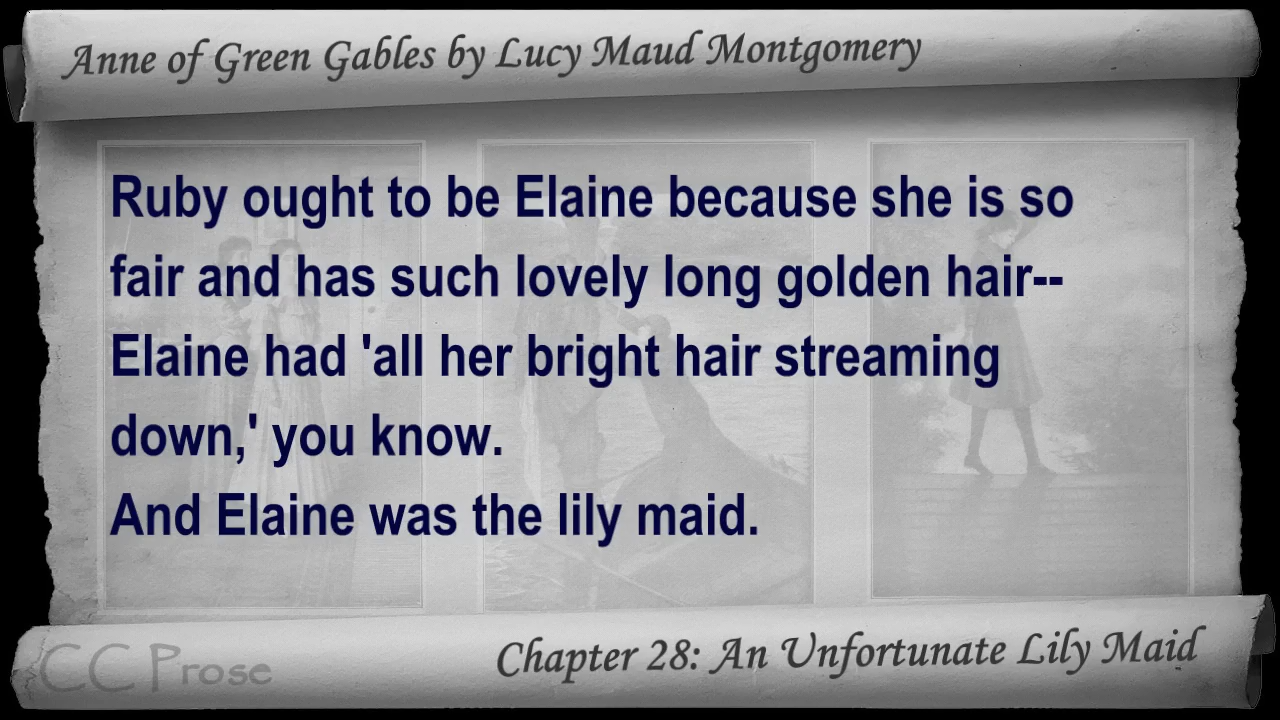 Anne of Green Gables by Lucy Maud Montgomery
Ruby ought to be Elaine because she is so
fair and has such lovely long golden hair--
Elaine had 'all her bright hair streaming
down,' you know.
And Elaine was the lily maid.
CC Prose
Chapter 28: An Unfortunate Lily Maid